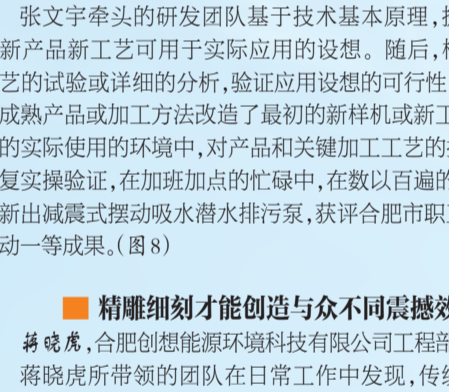 张文宇牵头的研发团队基于技术基本原理,
新产品新工艺可用于实际应用的设想。随后,
艺的试验或详细的分析,验证应用设想的可行性
成熟产品或加工方法改造了最初的新样机或新工
的实际使用的环境中,对产品和关键加工工艺的
复实操验证,在加班加点的忙碌中,在数以百遍的
新出减震式摆动吸水潜水排污泵,获评合肥市职
动一等成果。(图8)
精雕细刻才能创造与众不同震撼效
蒋晓虎,合肥创想能源环境科技有限公司工程部
蒋晓虎所带领的团队在日常工作中发现,传统